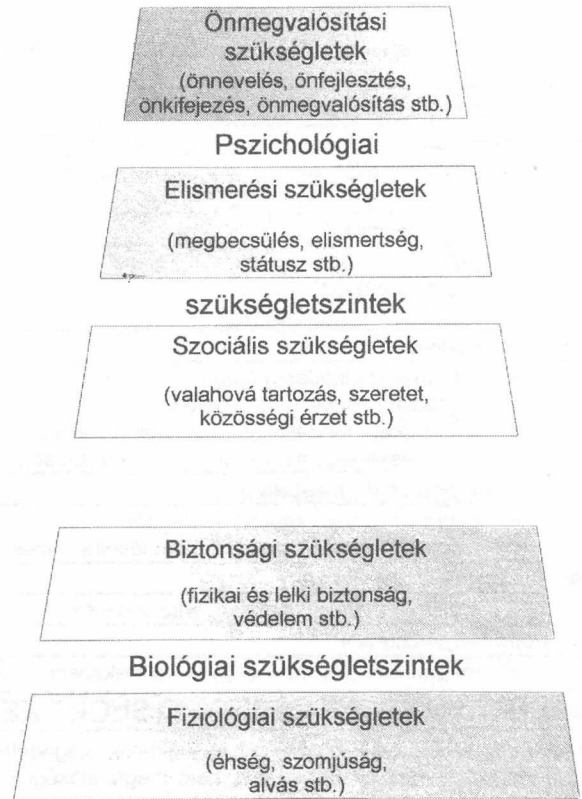 Önmegvalósítási
szükségletek
(önnevelés, önfejlesztés,
önkifejezés, önmegvalósítás stb.)
Pszichológiai
Elismerési szükségletek
(megbecsülés, elismertség,
státusz stb.)
szükségletszintek
Szociális szükségletek
(valahová tartozás, szeretet,
közösségi érzet stb.)
Biztonsági szükségletek
(fizikai és lelki biztonság,
védelem stb.)
Biológiai szükségletszintek
Fiziológiai szükségletek
(éhség, szomjúság,
alvás stb.)